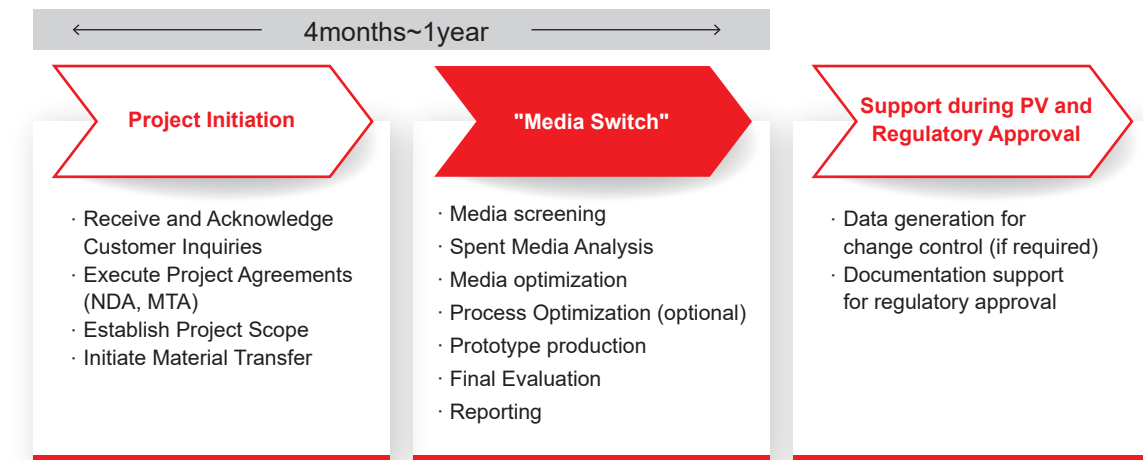 4months~1year
Project Initiation
· Receive and Acknowledge
Customer Inquiries
· Execute Project Agreements
(NDA, MTA)
· Establish Project Scope
· Initiate Material Transfer
"Media Switch"
· Media screening
· Spent Media Analysis
· Media optimization
· Process Optimization (optional)
· Prototype production
· Final Evaluation
· Reporting
Support during PV and
Regulatory Approval
· Data generation for
change control (if required)
· Documentation support
for regulatory approval